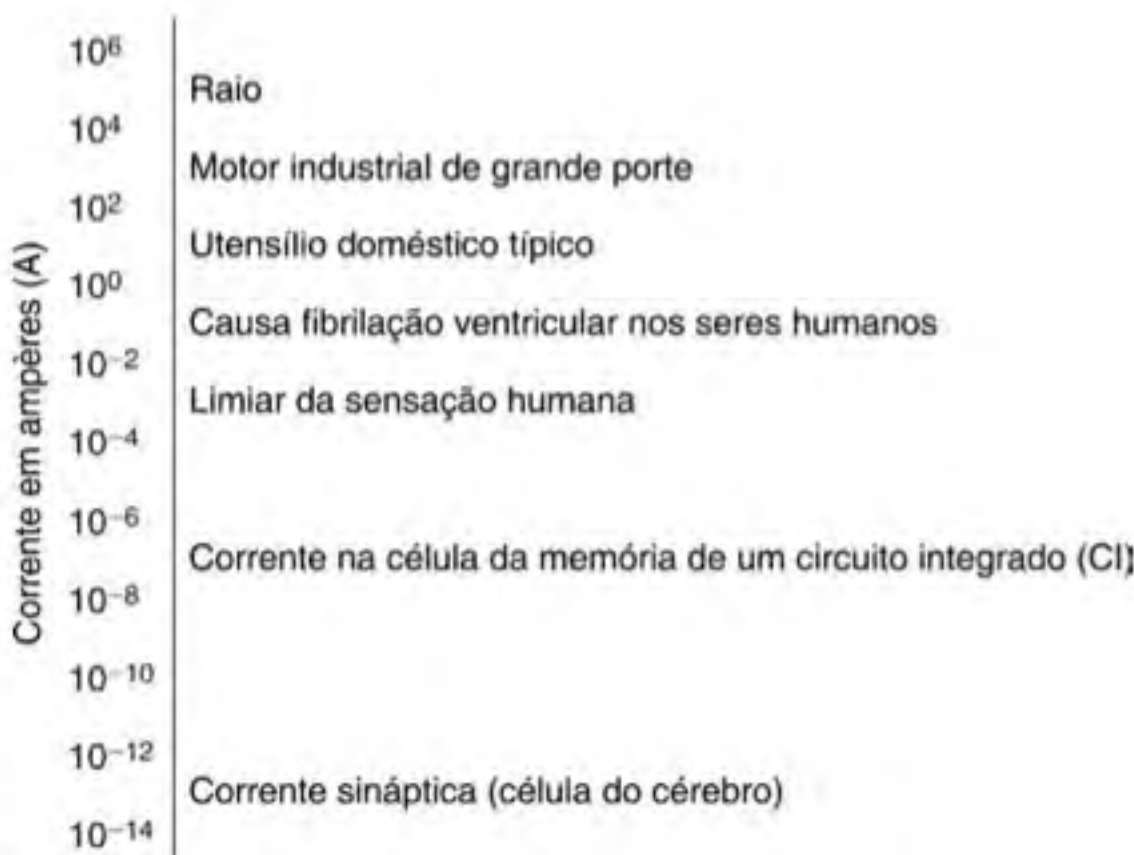 10⁶
Raio
10⁴
Motor industrial de grande porte
10²
Utensílio doméstico típico
10⁰
Causa fibrilação ventricular nos seres humanos
10⁻²
Limiar da sensação humana
10⁻⁴
10⁻⁶
Corrente na célula da memória de um circuito integrado (CI)
10⁻⁸
10⁻¹⁰
10⁻¹²
Corrente sináptica (célula do cérebro)
10⁻¹⁴
Corrente em ampères (A)